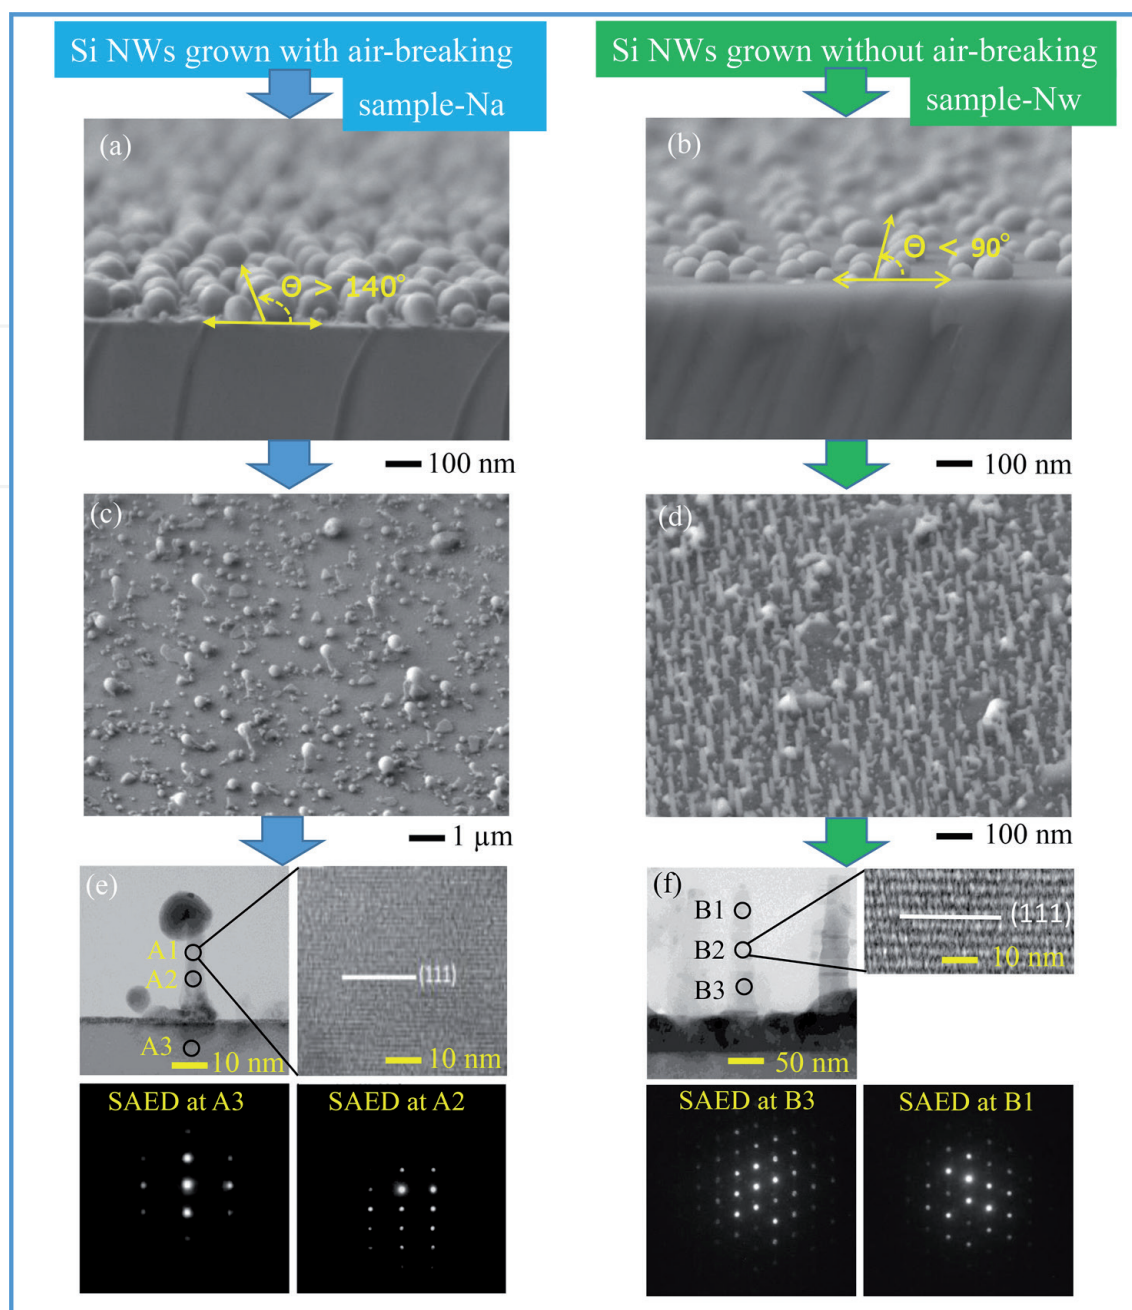 Si NWs grown with air-breaking
sample-Na
Si NWs grown without air-breaking
sample-Nw
(a)
Θ > 140°
100 nm
(b)
Θ < 90°
100 nm
(c)
1 µm
(d)
100 nm
(e)
A1
A2
A3
10 nm
(111)
10 nm
(f)
B1
B2
B3
50 nm
(111)
10 nm
SAED at A3
SAED at A2
SAED at B3
SAED at B1